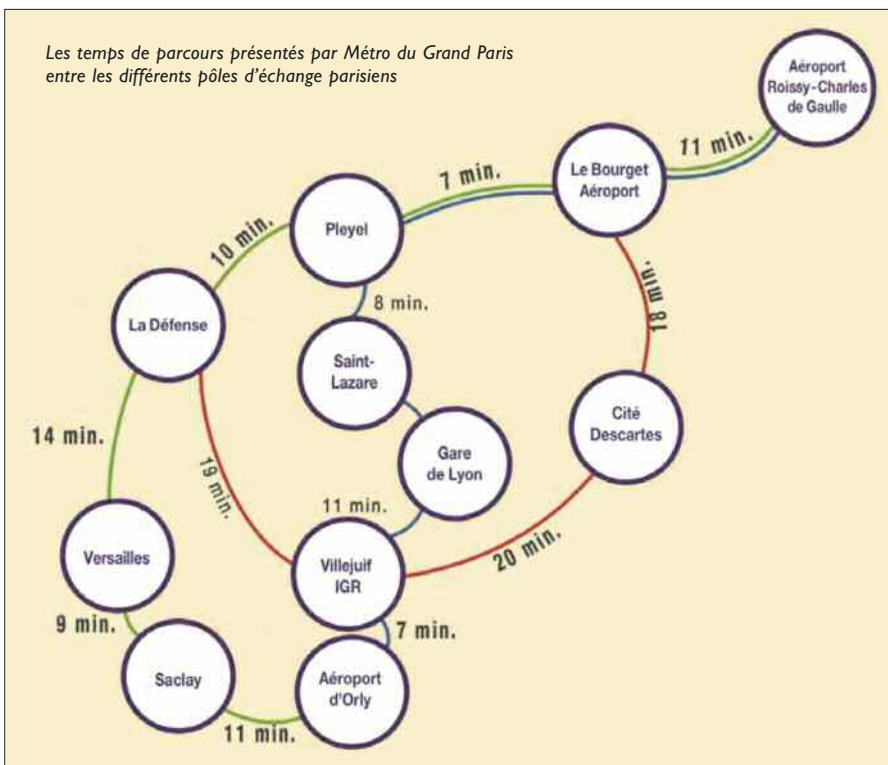 Les temps de parcours présentés par Métro du Grand Paris
entre les différents pôles d'échange parisiens
Aéroport
Roissy-Charles
de Gaulle
11 min.
Le Bourget
Aéroport
7 min.
Pleyel
10 min.
La Défense
8 min.
18 min.
Saint-
Lazare
Cité
Descartes
14 min.
Gare
de Lyon
19 min.
11 min.
Versailles
Villejuif
IGR
20 min.
9 min.
7 min.
Saclay
Aéroport
d'Orly
11 min.